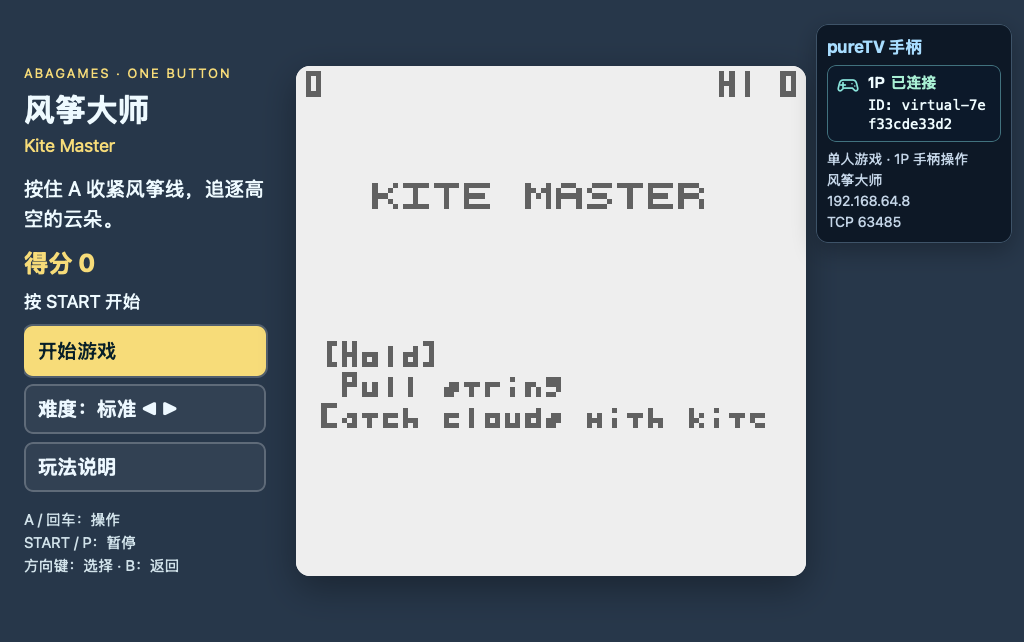 ABAGAMES · ONE BUTTON
风筝大师
Kite Master
按住 A 收紧风筝线，追逐高
空的云朵。
得分 0
按 START 开始
开始游戏
难度：标准 ◀ ▶
玩法说明
A / 回车：操作
START / P：暂停
方向键：选择 · B：返回
0
HI 0
KITE MASTER
[Hold]
Pull string
Catch clouds with kite
pureTV 手柄
1P 已连接
ID: virtual-7e
f33cde33d2
单人游戏 · 1P 手柄操作
风筝大师
192.168.64.8
TCP 63485